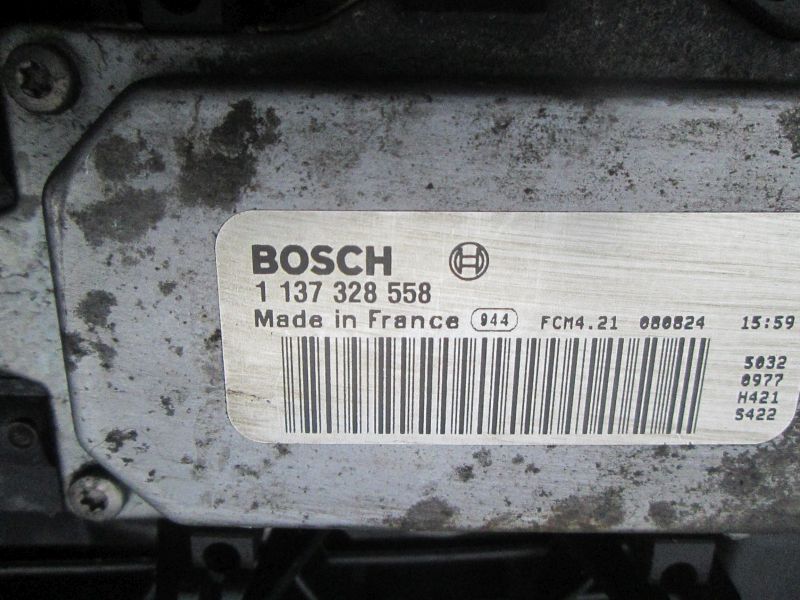 BOSCH
1 137 328 558
Made in France 944 FCM4.21 080824 15:59
5032
0977
H421
S422